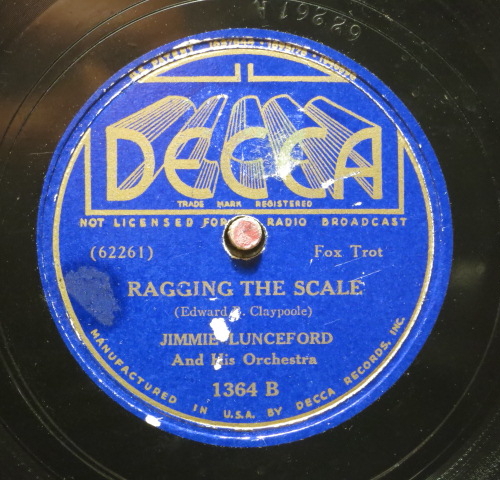 DECCA
TRADE MARK REGISTERED
NOT LICENSED FOR RADIO BROADCAST
(62261) Fox Trot
RAGGING THE SCALE
(Edward B. Claypoole)
JIMMIE LUNCEFORD
And His Orchestra
1364 B
MANUFACTURED IN U.S.A. BY DECCA RECORDS, INC.